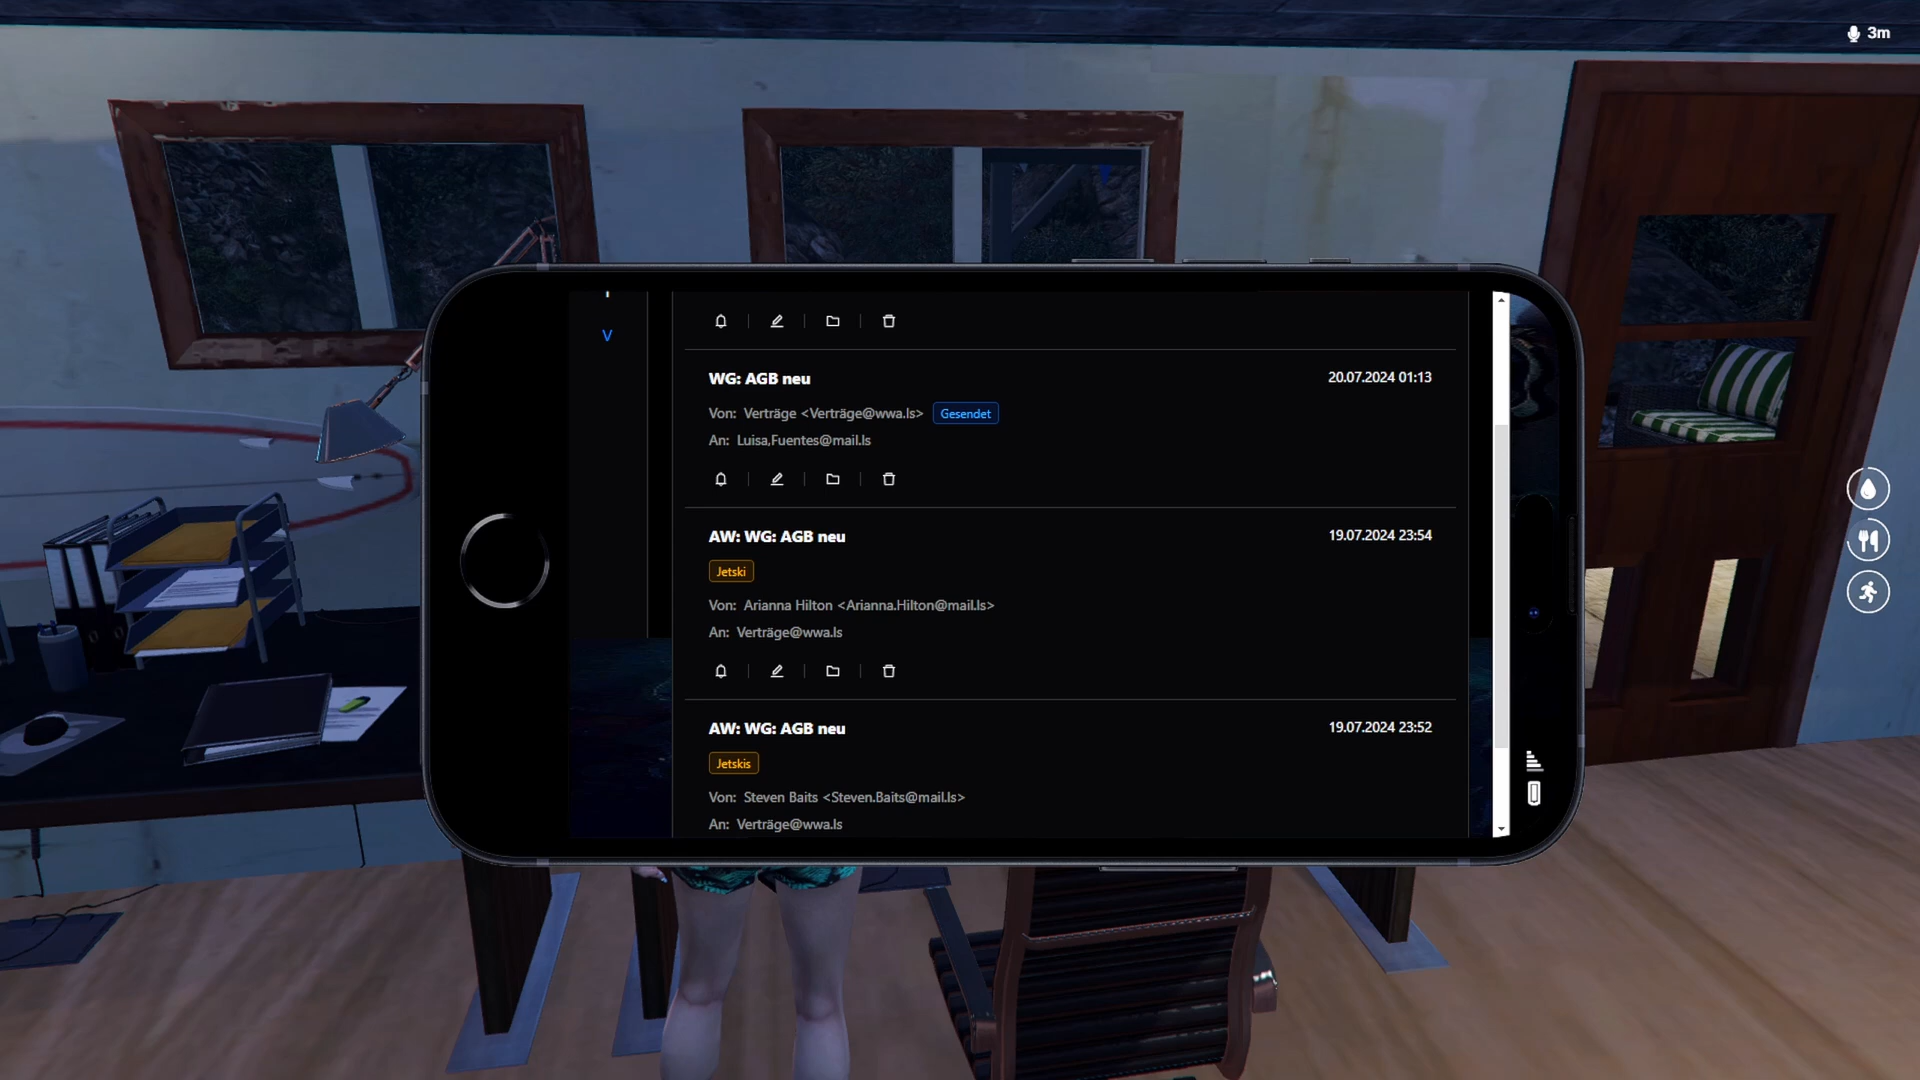 3m
V
WG: AGB neu
20.07.2024 01:13
Von: Verträge <Verträge@wwa.ls> Gesendet
An: Luisa,Fuentes@mail.ls
AW: WG: AGB neu
19.07.2024 23:54
Jetski
Von: Arianna Hilton <Arianna.Hilton@mail.ls>
An: Verträge@wwa.ls
AW: WG: AGB neu
19.07.2024 23:52
Jetskis
Von: Steven Baits <Steven.Baits@mail.ls>
An: Verträge@wwa.ls